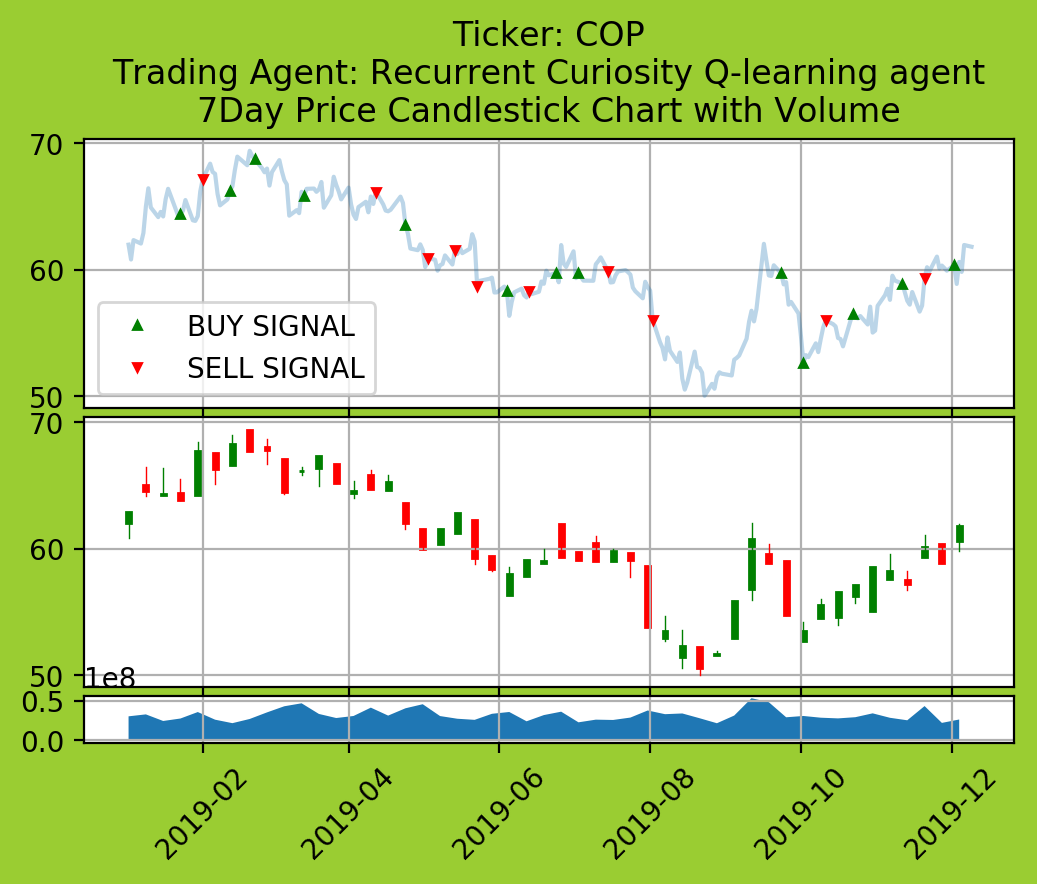 Ticker: COP
Trading Agent: Recurrent Curiosity Q-learning agent
7Day Price Candlestick Chart with Volume
70
60
50
BUY SIGNAL
SELL SIGNAL
70
60
50
1e8
0.5
0.0
2019-02
2019-04
2019-06
2019-08
2019-10
2019-12